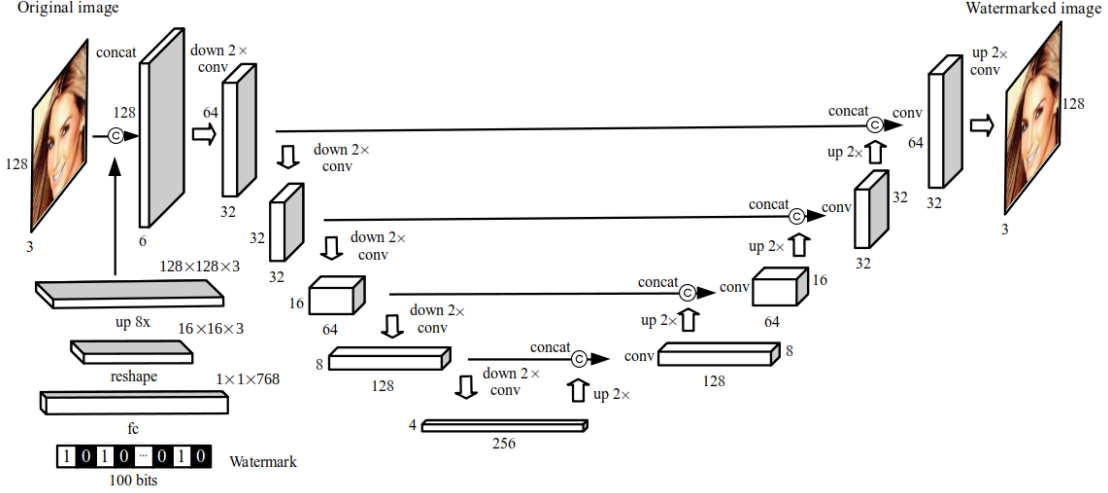 Original image
Watermarked image
concat
down 2×
conv
up 2×
conv
128
64
128
C
concat
C
conv
128
64
down 2×
conv
up 2×
3
6
32
32
32
32
concat
C
conv
32
down 2×
conv
up 2×
3
32
32
128×128×3
up 8x
16
64
concat
C
conv
16
down 2×
conv
up 2×
64
16×16×3
reshape
8
128
concat
C
conv
8
128
down 2×
conv
up 2×
1×1×768
fc
4
256
1 0 1 0 ... 0 1 0
Watermark
100 bits